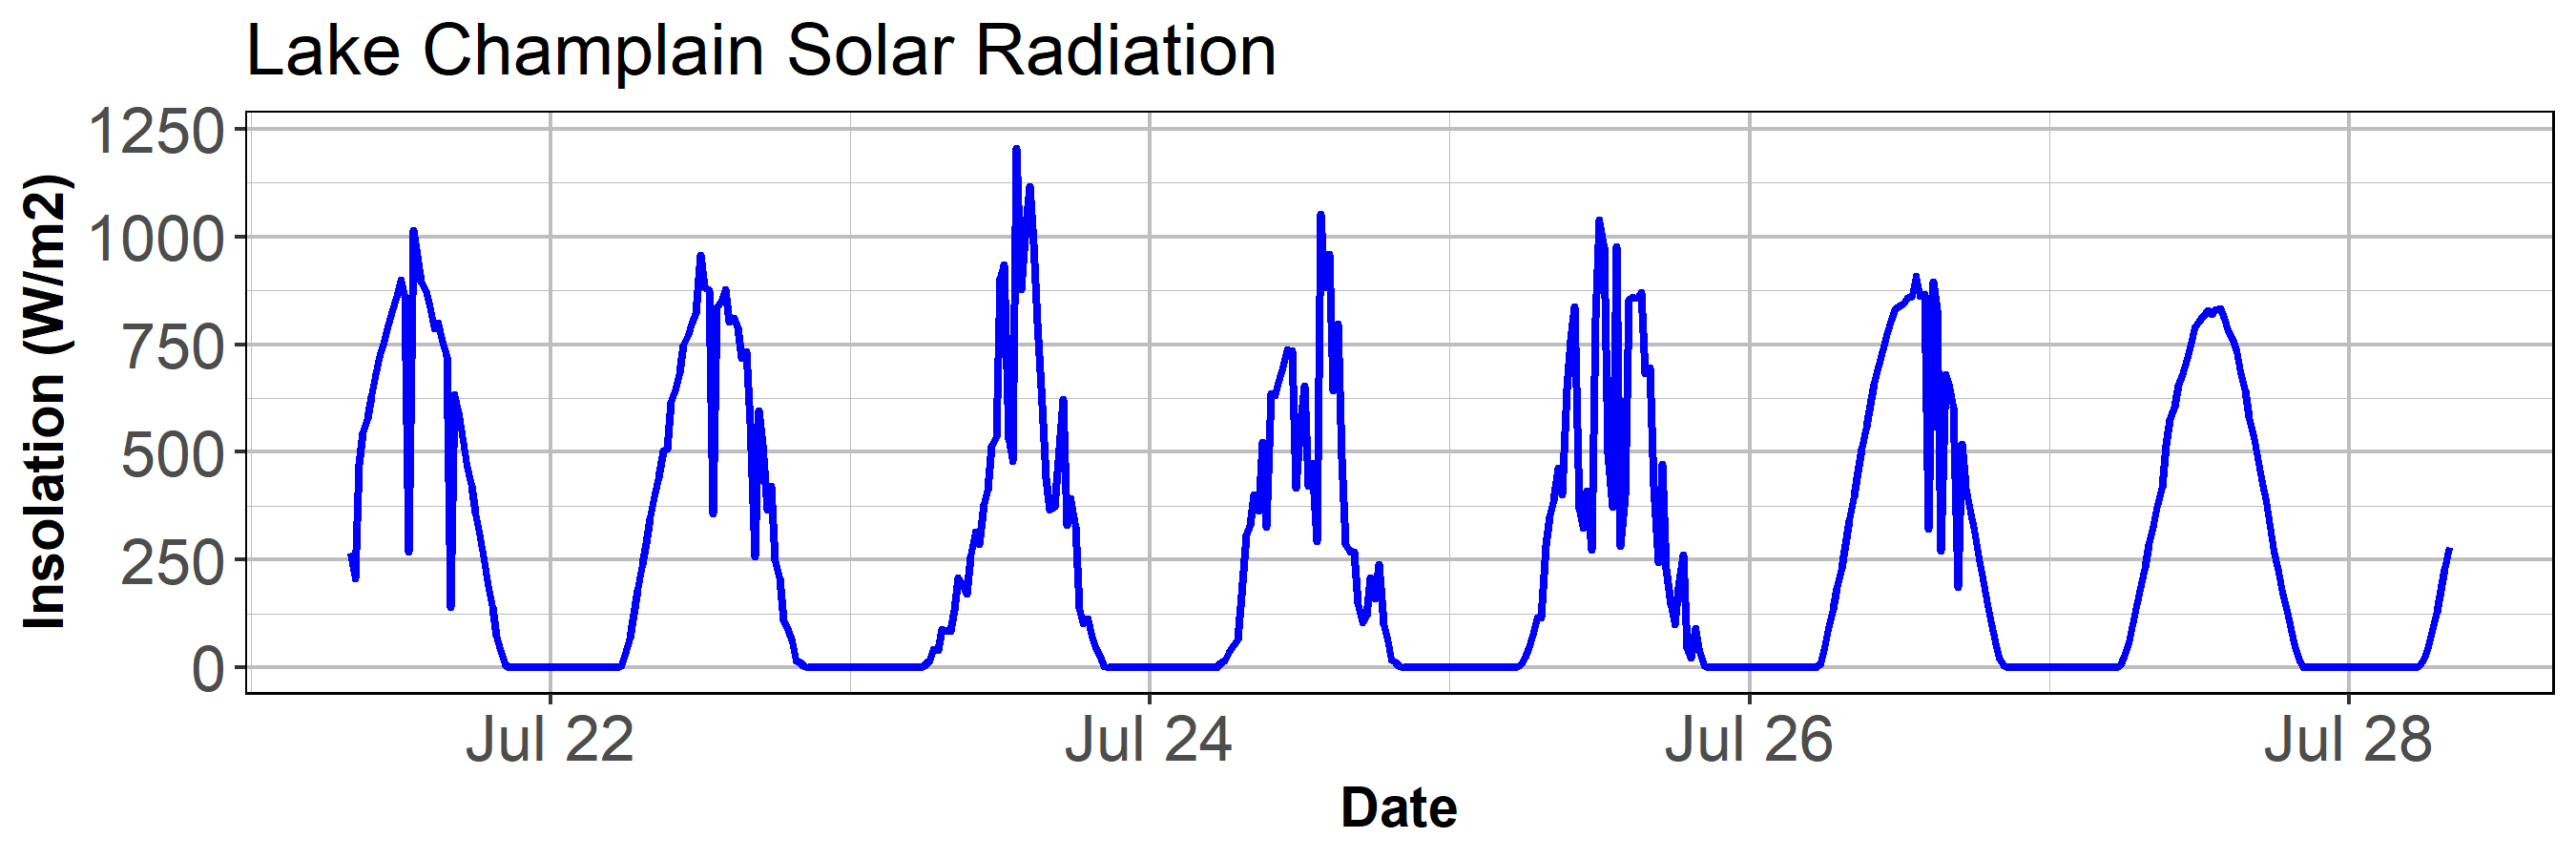 Lake Champlain Solar Radiation
Insolation (W/m2)
1250
1000
750
500
250
0
Jul 22 Jul 24 Jul 26 Jul 28
Date